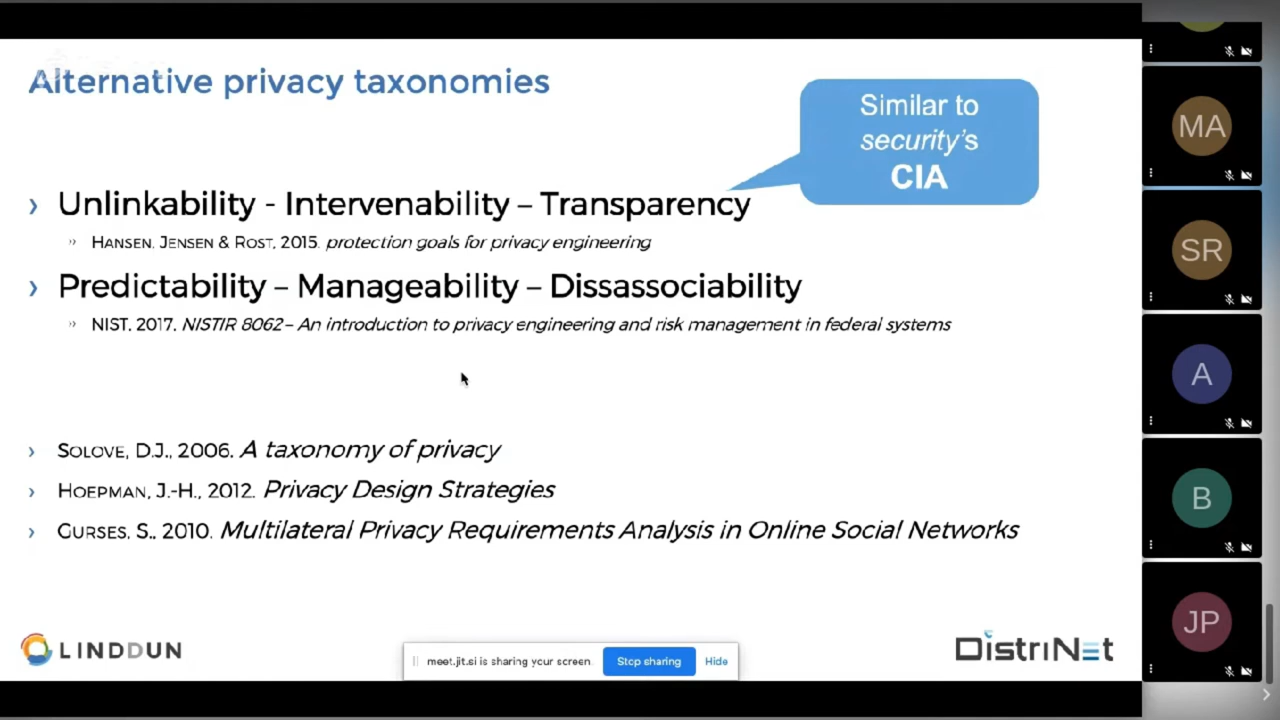 Alternative privacy taxonomies
Similar to
security's
CIA
› Unlinkability - Intervenability – Transparency
›› HANSEN, JENSEN & ROST, 2015. protection goals for privacy engineering
› Predictability – Manageability – Dissassociability
›› NIST, 2017, NISTIR 8062 – An introduction to privacy engineering and risk management in federal systems
› SOLOVE, D.J., 2006. A taxonomy of privacy
› HOEPMAN, J.-H., 2012. Privacy Design Strategies
› GURSES, S., 2010. Multilateral Privacy Requirements Analysis in Online Social Networks
LINDDUN
meet.jit.si is sharing your screen. Stop sharing Hide
DistriNet
MA
SR
A
B
JP